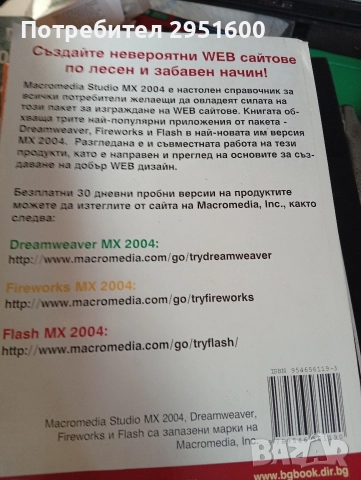 Потребител 2951600
Създайте невероятни WEB сайтове
по лесен и забавен начин!
Macromedia Studio MX 2004 е настолен справочник за
всички потребители желаещи да овладеят силата на
този пакет за изграждане на WEB сайтове. Книгата об-
хваща трите най-популярни приложения от пакета -
Dreamweaver, Fireworks и Flash в най-новата им версия
MX 2004. Разгледана е и съвместната работа на тези
продукти, като е направен и преглед на основите за съз-
даване на добър WEB дизайн.
Безплатни 30 дневни пробни версии на продуктите
можете да изтеглите от сайта на Macromedia, Inc., както
следва:
Dreamweaver MX 2004:
http://www.macromedia.com/go/trydreamweaver
Fireworks MX 2004:
http://www.macromedia.com/go/tryfireworks
Flash MX 2004:
http://www.macromedia.com/go/tryflash/
ISBN 954656119-5
Macromedia Studio MX 2004, Dreamweaver,
Fireworks и Flash са запазени марки на
Macromedia, Inc.
www.bgbook.dir.bg
BAZAR